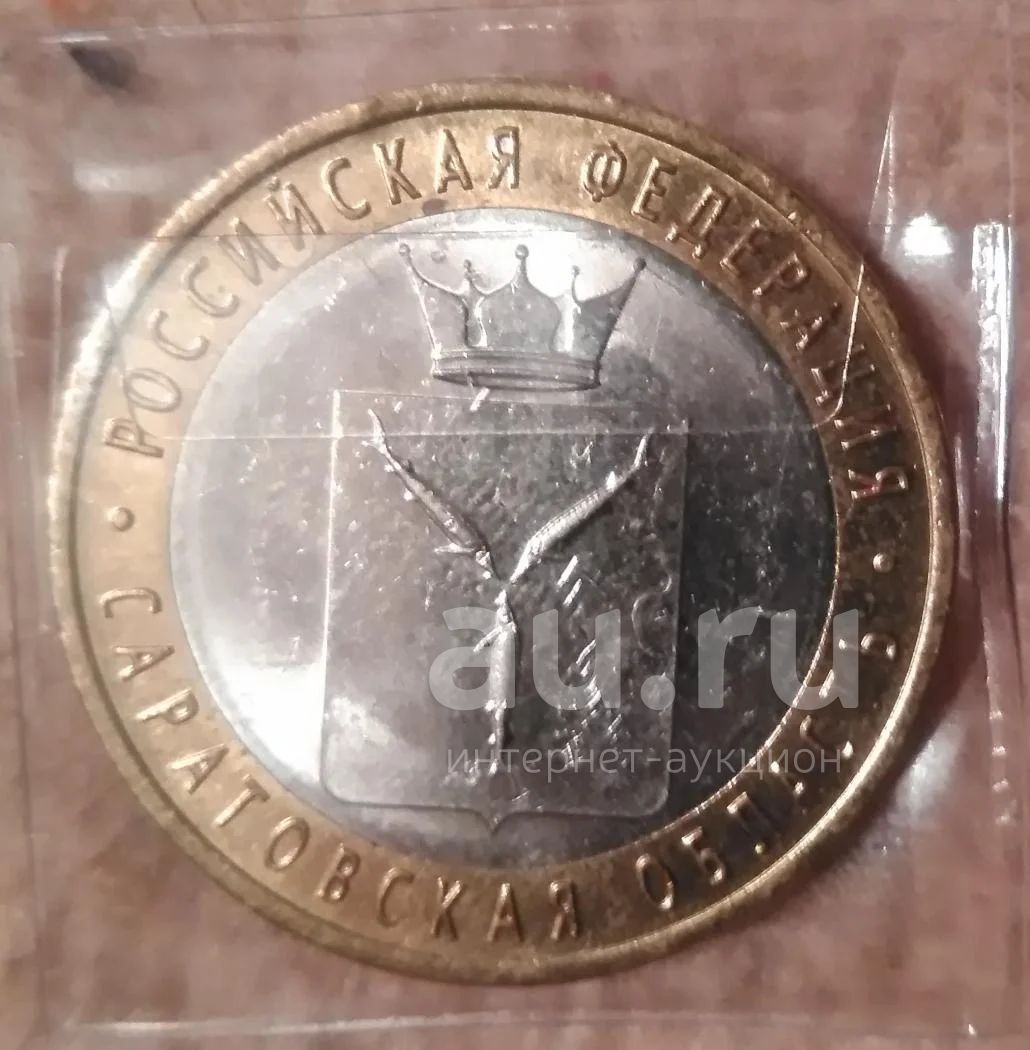 РОССИЙСКАЯ ФЕДЕРАЦИЯ
САРАТОВСКАЯ ОБЛАСТЬ
au.ru
интернет-аукцион